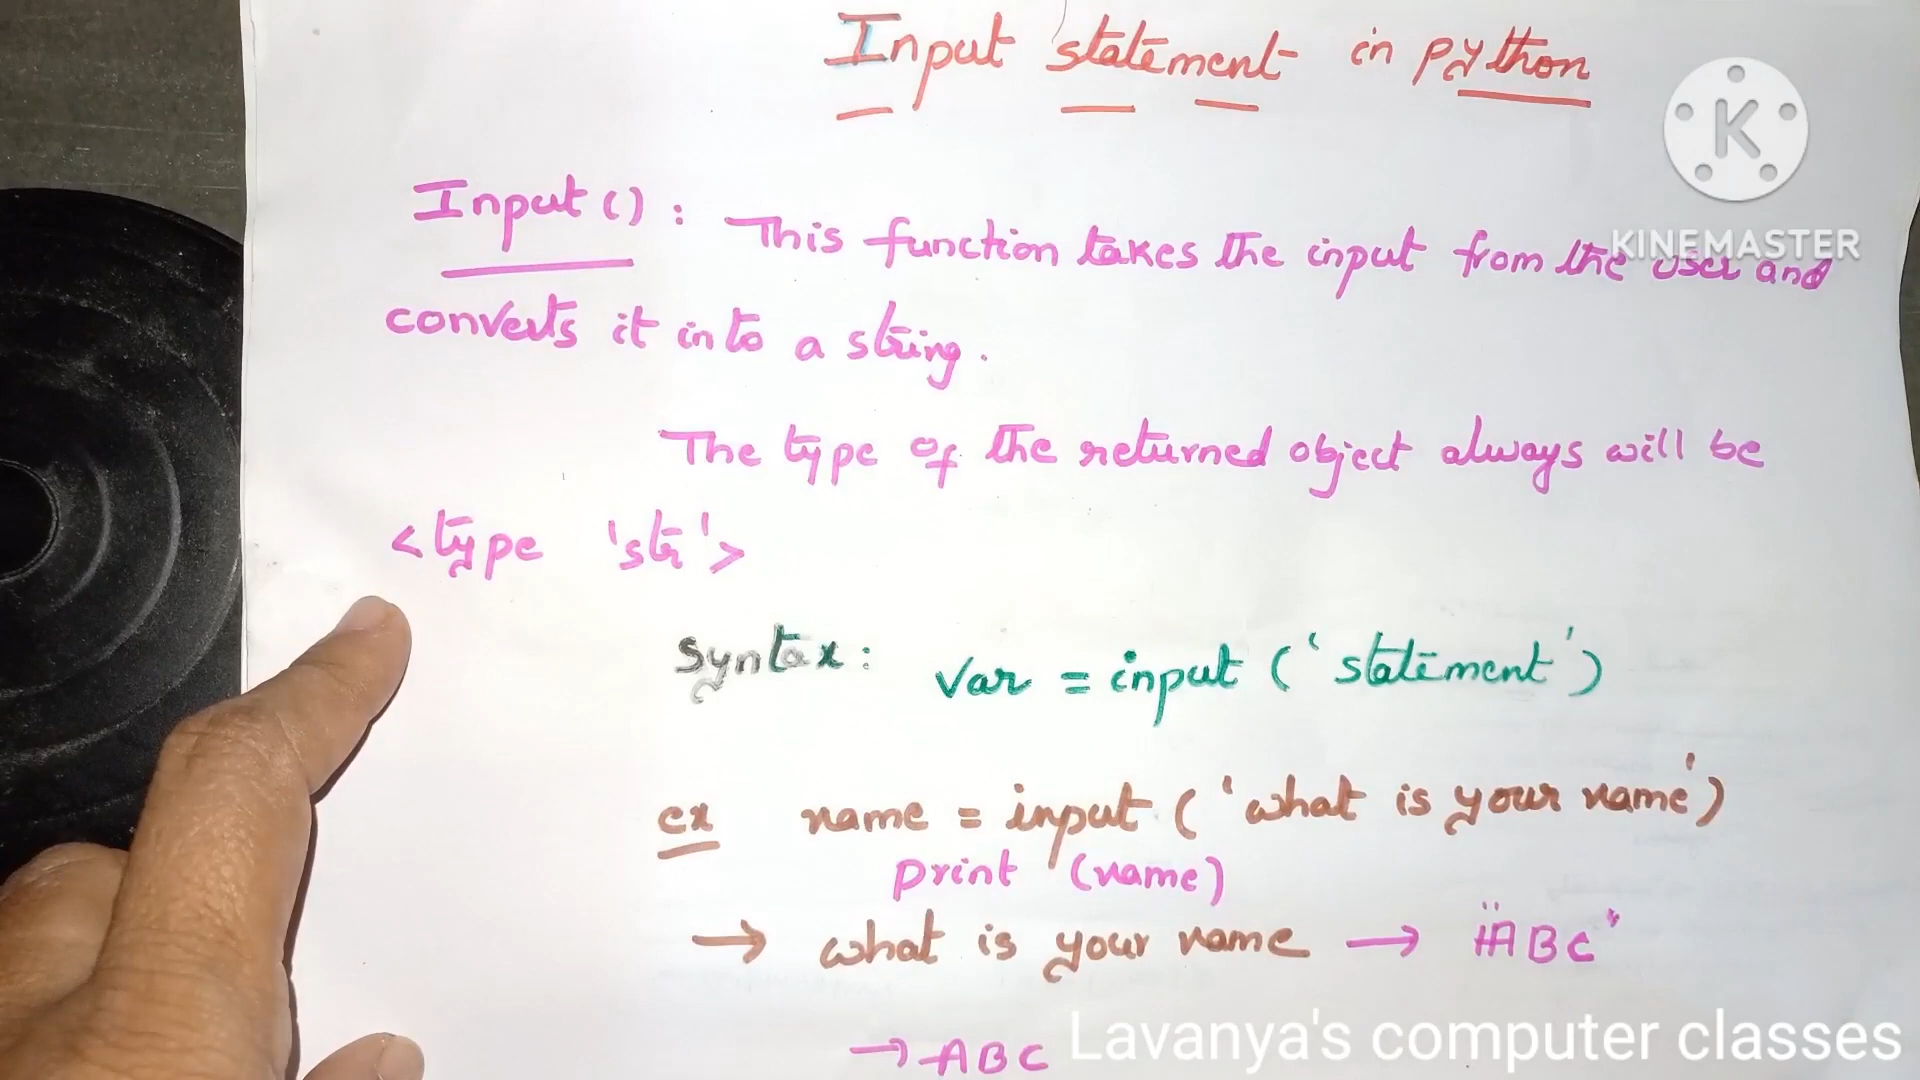 Input statement in python
K
KINEMASTER
Input () : This function takes the input from the user and
converts it into a string.
The type of the returned object always will be
<type 'str'>
Syntax: var = input ('statement')
ex name = input ('what is your name')
print (name)
→ what is your name → "ABC"
→ ABC
Lavanya's computer classes